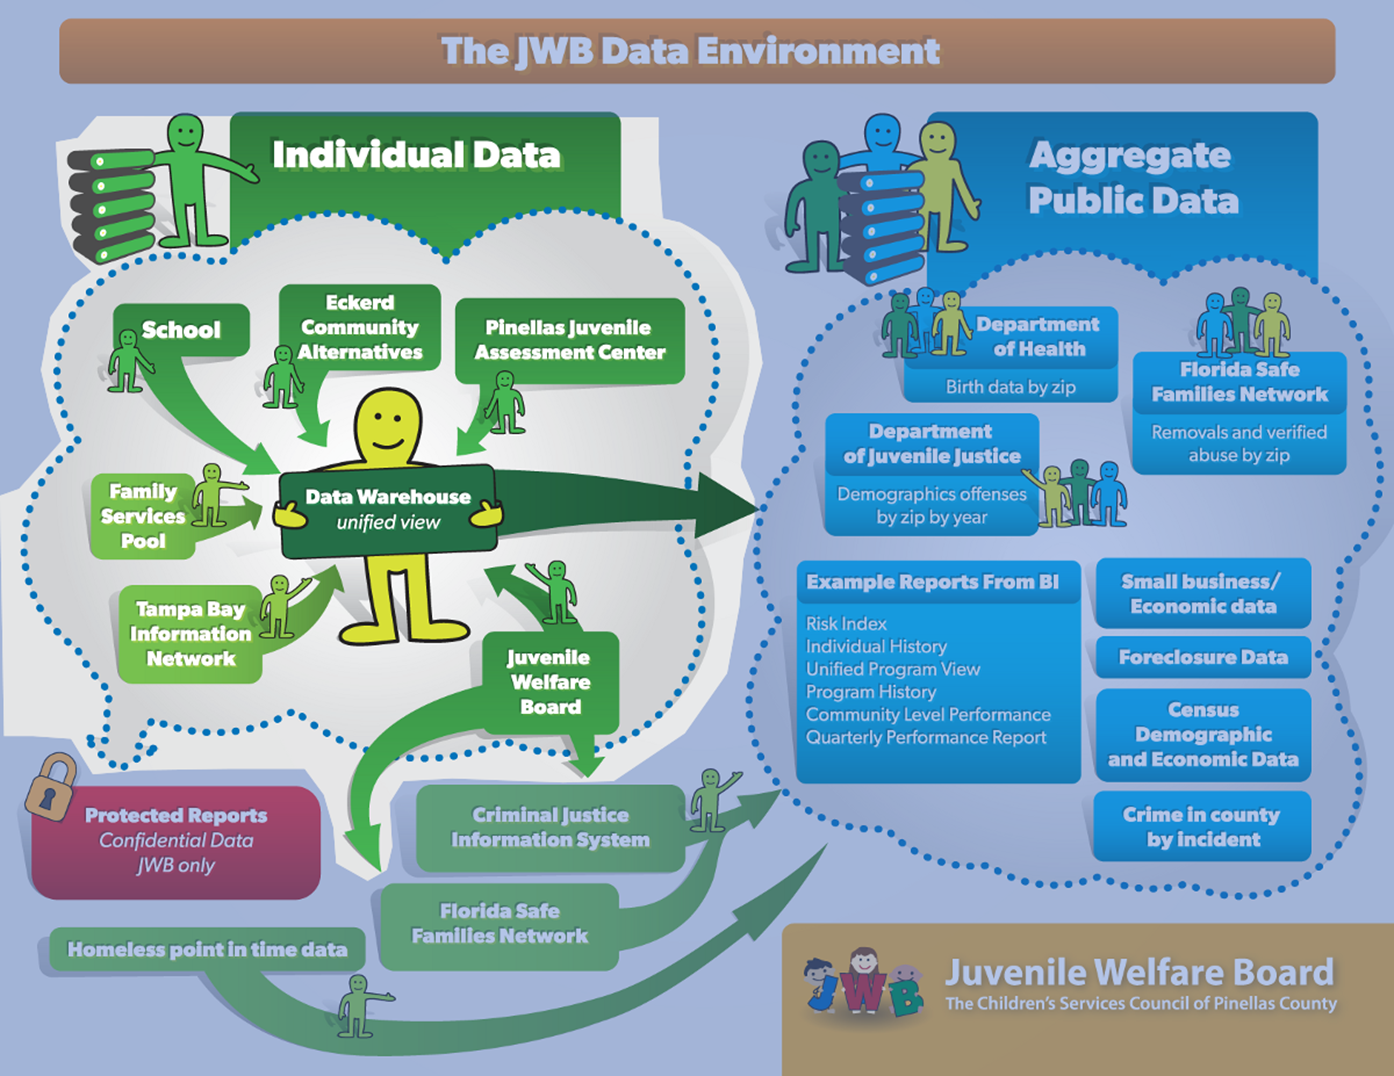 The JWB Data Environment
Individual Data
School
Eckerd
Community
Alternatives
Pinellas Juvenile
Assessment Center
Data Warehouse
unified view
Family
Services
Pool
Tampa Bay
Information
Network
Juvenile
Welfare
Board
Protected Reports
Confidential Data
JWB only
Criminal Justice
Information System
Florida Safe
Families Network
Homeless point in time data
Aggregate
Public Data
Department
of Health
Birth data by zip
Florida Safe
Families Network
Removals and verified
abuse by zip
Department
of Juvenile Justice
Demographics offenses
by zip by year
Example Reports From BI
Risk Index
Individual History
Unified Program View
Program History
Community Level Performance
Quarterly Performance Report
Small business/
Economic data
Foreclosure Data
Census
Demographic
and Economic Data
Crime in county
by incident
JWB
Juvenile Welfare Board
The Children's Services Council of Pinellas County